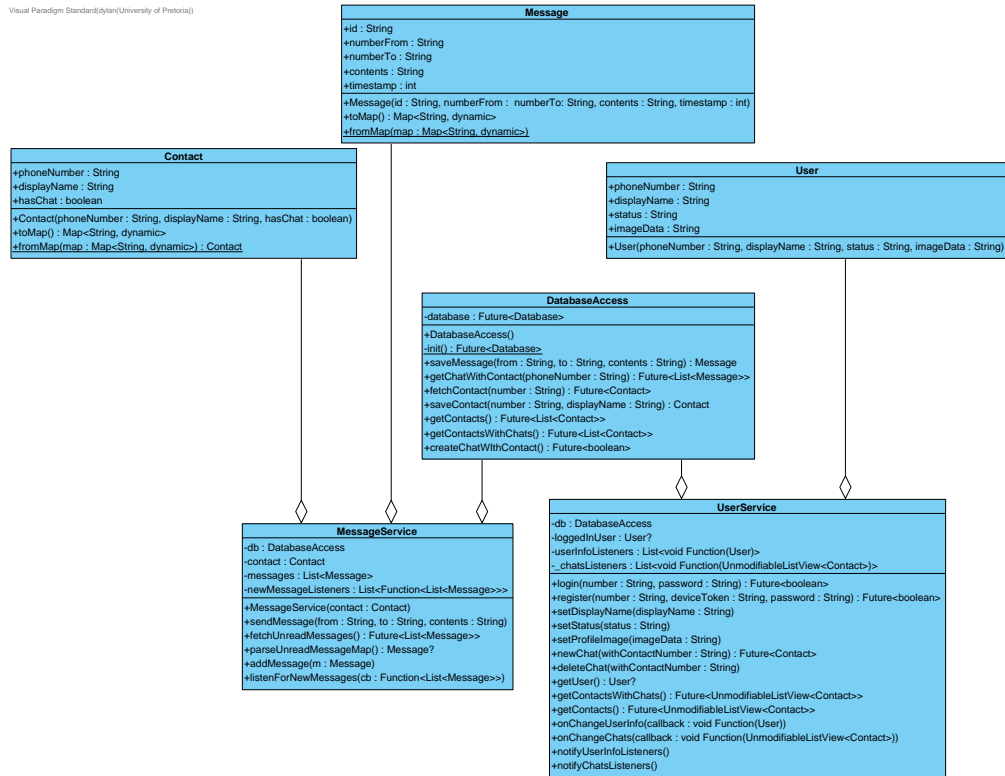 Visual Paradigm Standard(dylan(University of Pretoria))
Message
+id : String
+numberFrom : String
+numberTo : String
+contents : String
+timestamp : int
+Message(id : String, numberFrom :  numberTo: String, contents : String, timestamp : int)
+toMap() : Map<String, dynamic>
+fromMap(map : Map<String, dynamic>)
Contact
+phoneNumber : String
+displayName : String
+hasChat : boolean
+Contact(phoneNumber : String, displayName : String, hasChat : boolean)
+toMap() : Map<String, dynamic>
+fromMap(map : Map<String, dynamic>) : Contact
User
+phoneNumber : String
+displayName : String
+status : String
+imageData : String
+User(phoneNumber : String, displayName : String, status : String, imageData : String)
DatabaseAccess
-database : Future<Database>
+DatabaseAccess()
-init() : Future<Database>
+saveMessage(from : String, to : String, contents : String) : Message
+getChatWithContact(phoneNumber : String) : Future<List<Message>>
+fetchContact(number : String) : Future<Contact>
+saveContact(number : String, displayName : String) : Contact
+getContacts() : Future<List<Contact>>
+getContactsWithChats() : Future<List<Contact>>
+createChatWIthContact() : Future<boolean>
MessageService
-db : DatabaseAccess
-contact : Contact
-messages : List<Message>
-newMessageListeners : List<Function<List<Message>>>
+MessageService(contact : Contact)
+sendMessage(from : String, to : String, contents : String)
+fetchUnreadMessages() : Future<List<Message>>
+parseUnreadMessageMap() : Message?
+addMessage(m : Message)
+listenForNewMessages(cb : Function<List<Message>>)
UserService
-db : DatabaseAccess
-loggedInUser : User?
-userInfoListeners : List<void Function(User)>
-_chatsListeners : List<void Function(UnmodifiableListView<Contact>)>
+login(number : String, password : String) : Future<boolean>
+register(number : String, deviceToken : String, password : String) : Future<boolean>
+setDisplayName(displayName : String)
+setStatus(status : String)
+setProfileImage(imageData : String)
+newChat(withContactNumber : String) : Future<Contact>
+deleteChat(withContactNumber : String)
+getUser() : User?
+getContactsWithChats() : Future<UnmodifiableListView<Contact>>
+getContacts() : Future<UnmodifiableListView<Contact>>
+onChangeUserInfo(callback : void Function(User))
+onChangeChats(callback : void Function(UnmodifiableListView<Contact>))
+notifyUserInfoListeners()
+notifyChatsListeners()